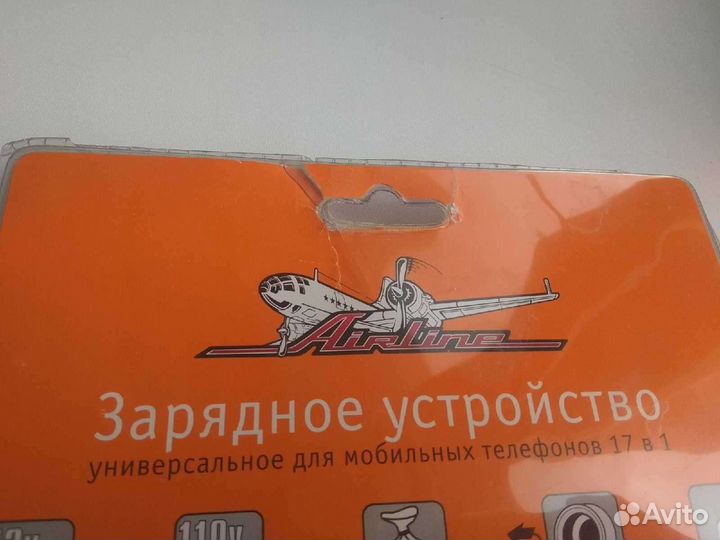 AirLine
Зарядное устройство
универсальное для мобильных телефонов 17 в 1
110v
Avito